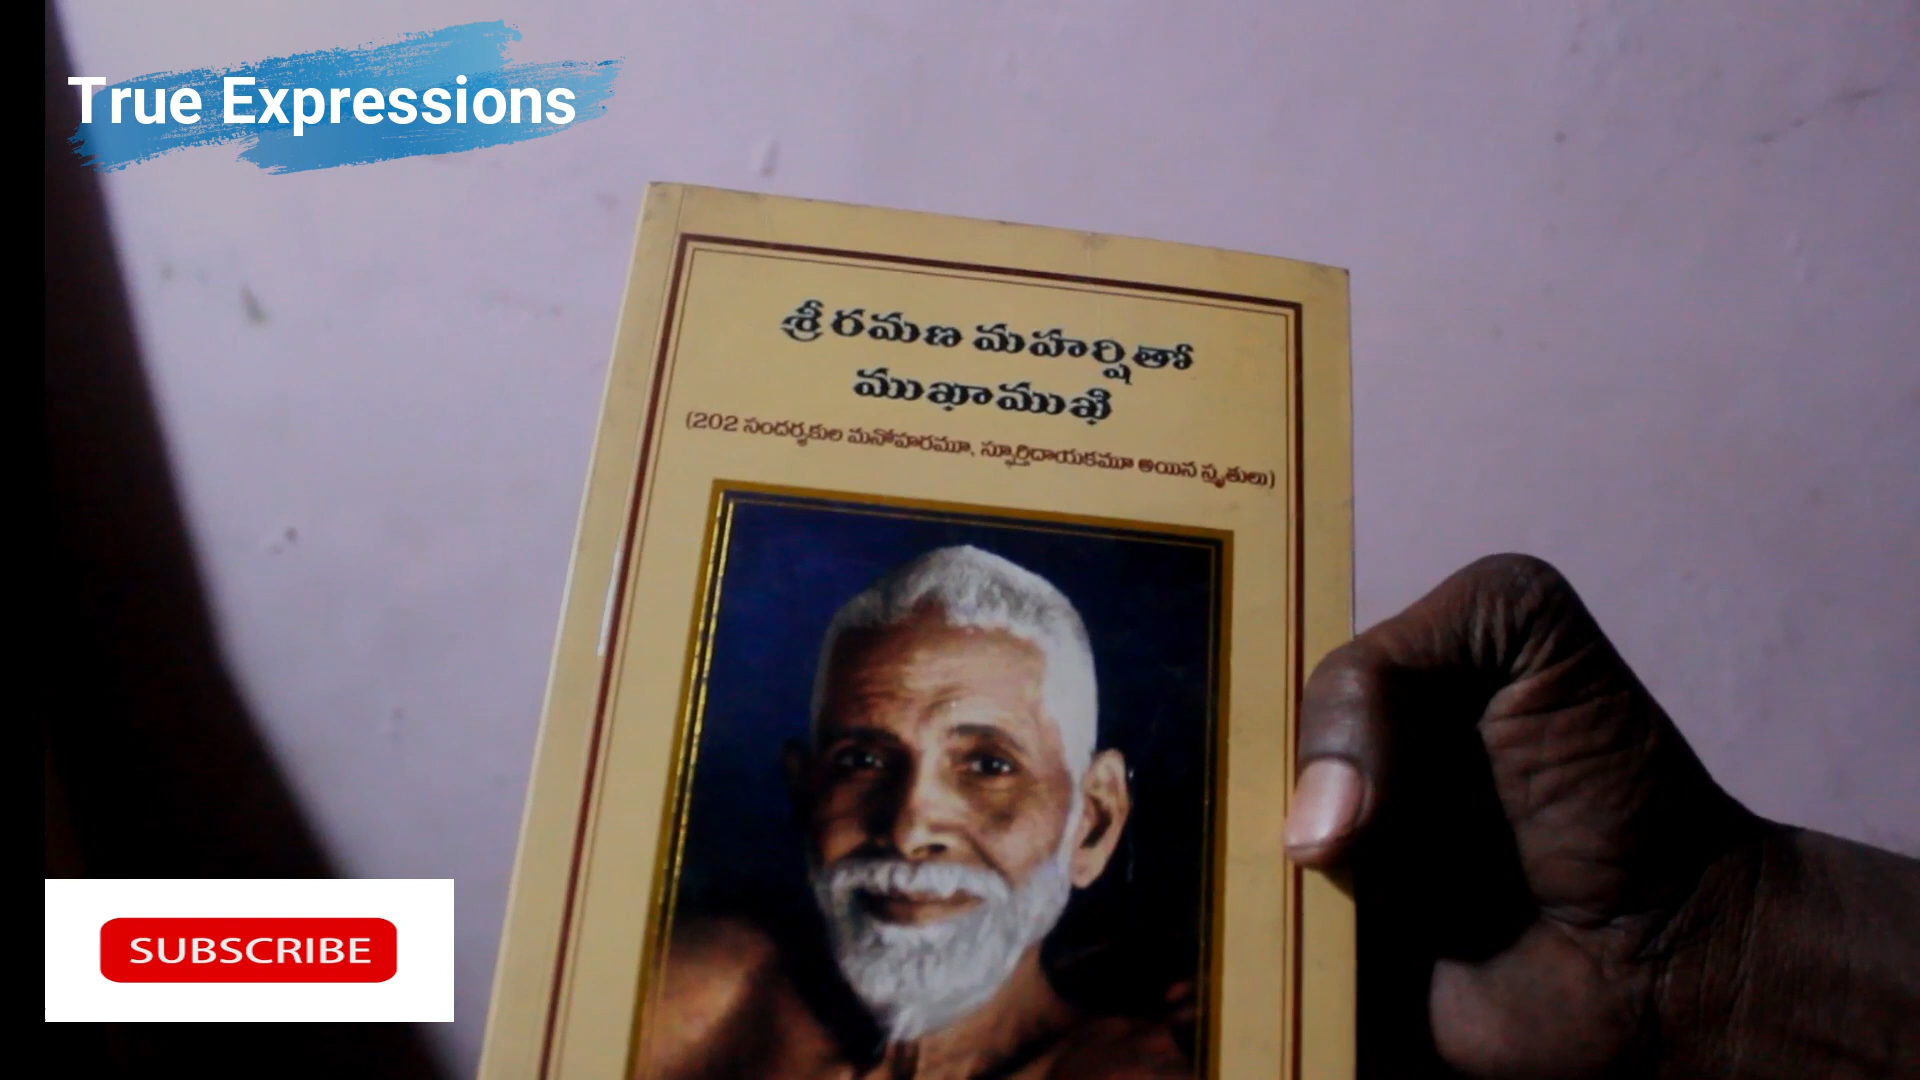 True Expressions
శ్రీ రమణ మహర్షితో
ముఖాముఖి
(202 సందర్శకుల మనోహరమూ, స్ఫూర్తిదాయకమూ అయిన స్మృతులు)
SUBSCRIBE